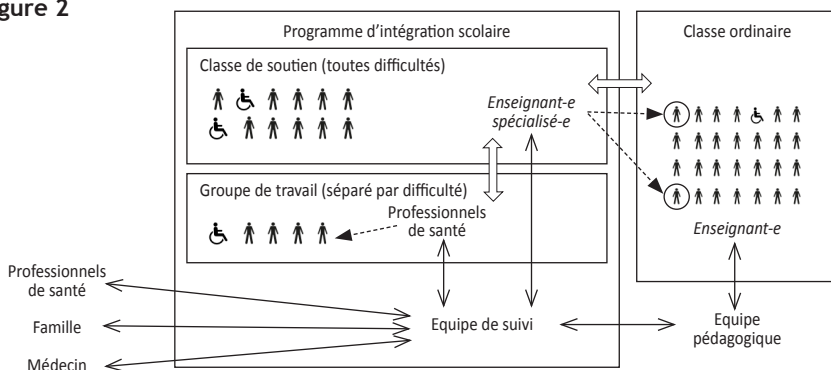 gure 2
Programme d’intégration scolaire
Classe ordinaire
Classe de soutien (toutes difficultés)
Enseignant-e
spécialisé-e
Groupe de travail (séparé par difficulté)
Professionnels
de santé
Enseignant-e
Professionnels
de santé
Famille
Médecin
Equipe de suivi
Equipe
pédagogique